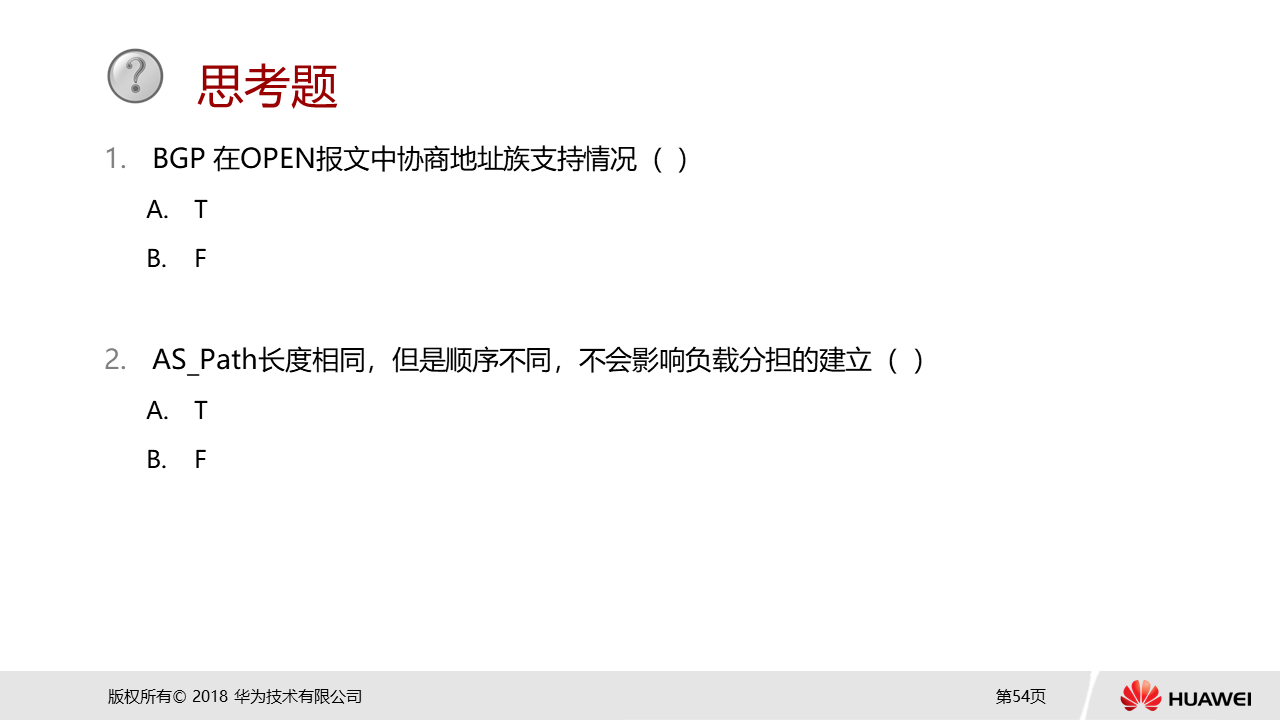 思考题
1. BGP 在OPEN报文中协商地址族支持情况（ ）
A. T
B. F
2. AS_Path长度相同，但是顺序不同，不会影响负载分担的建立（ ）
A. T
B. F
版权所有© 2018 华为技术有限公司
第54页
HUAWEI